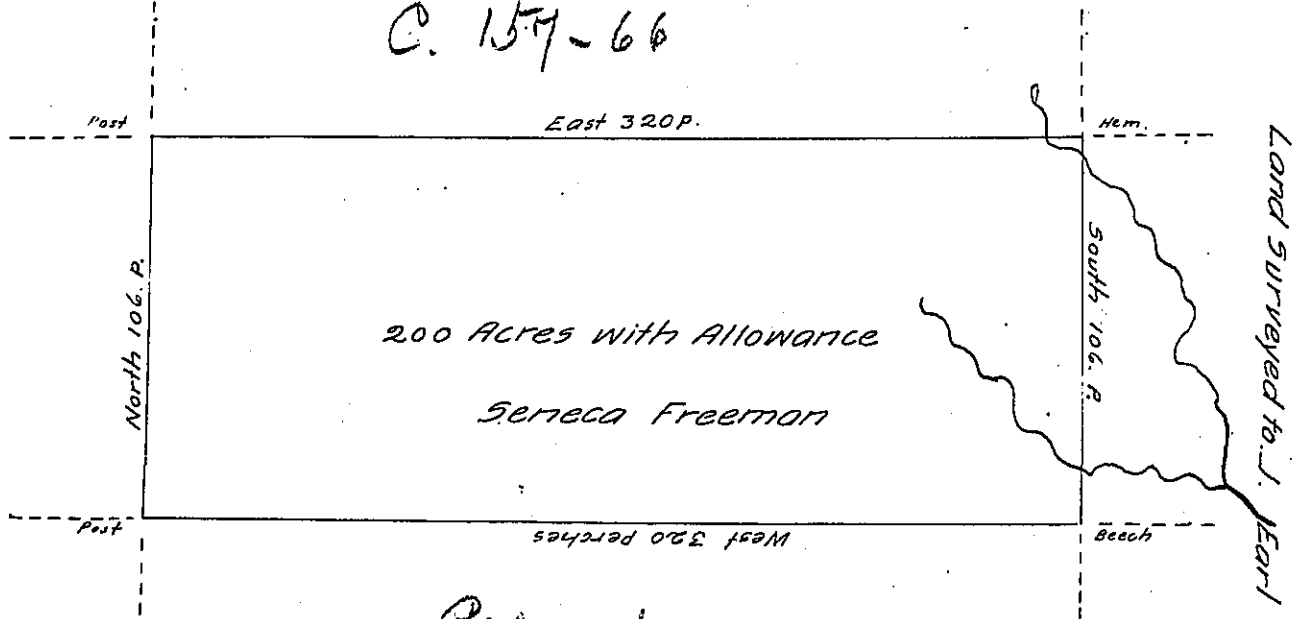 C. 157-66
Post
East 320 P.
Hem.
Land Surveyed to J. Earl
North 106. P.
South 106. P.
200 Acres with Allowance
Seneca Freeman
Post
West 320 perches
Beech